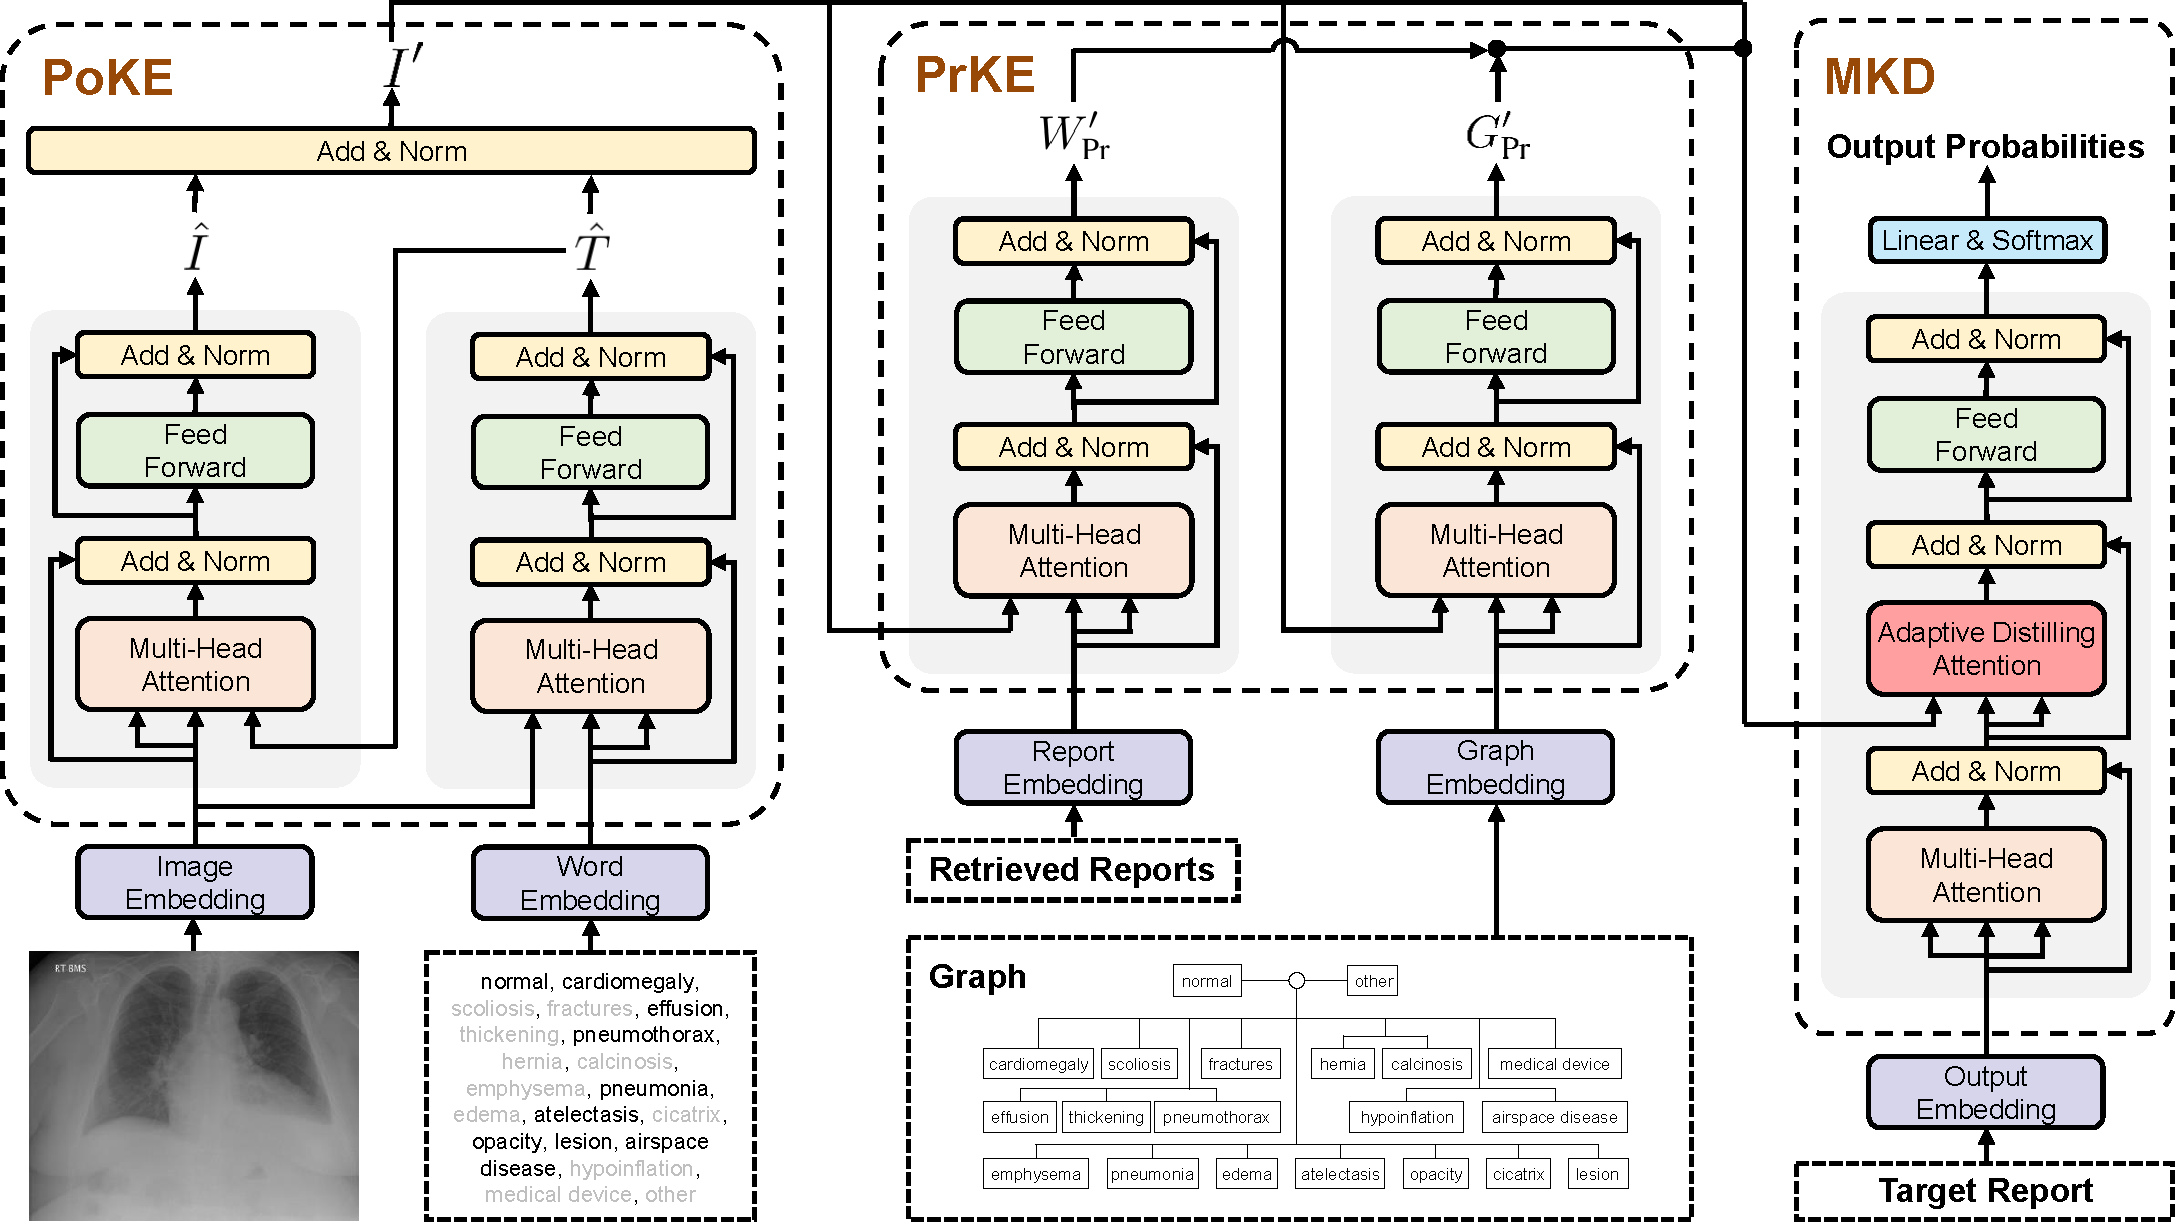 PoKE
I′
Add & Norm
Î
T̂
Add & Norm
Feed
Forward
Add & Norm
Multi-Head
Attention
Add & Norm
Feed
Forward
Add & Norm
Multi-Head
Attention
Image
Embedding
Word
Embedding
RT BMS
normal, cardiomegaly,
scoliosis, fractures, effusion,
thickening, pneumothorax,
hernia, calcinosis,
emphysema, pneumonia,
edema, atelectasis, cicatrix,
opacity, lesion, airspace
disease, hypoinflation,
medical device, other
PrKE
W′Pr
G′Pr
Add & Norm
Feed
Forward
Add & Norm
Multi-Head
Attention
Add & Norm
Feed
Forward
Add & Norm
Multi-Head
Attention
Report
Embedding
Graph
Embedding
Retrieved Reports
Graph
normal
other
cardiomegaly
scoliosis
fractures
hernia
calcinosis
medical device
effusion
thickening
pneumothorax
hypoinflation
airspace disease
emphysema
pneumonia
edema
atelectasis
opacity
cicatrix
lesion
MKD
Output Probabilities
Linear & Softmax
Add & Norm
Feed
Forward
Add & Norm
Adaptive Distilling
Attention
Add & Norm
Multi-Head
Attention
Output
Embedding
Target Report